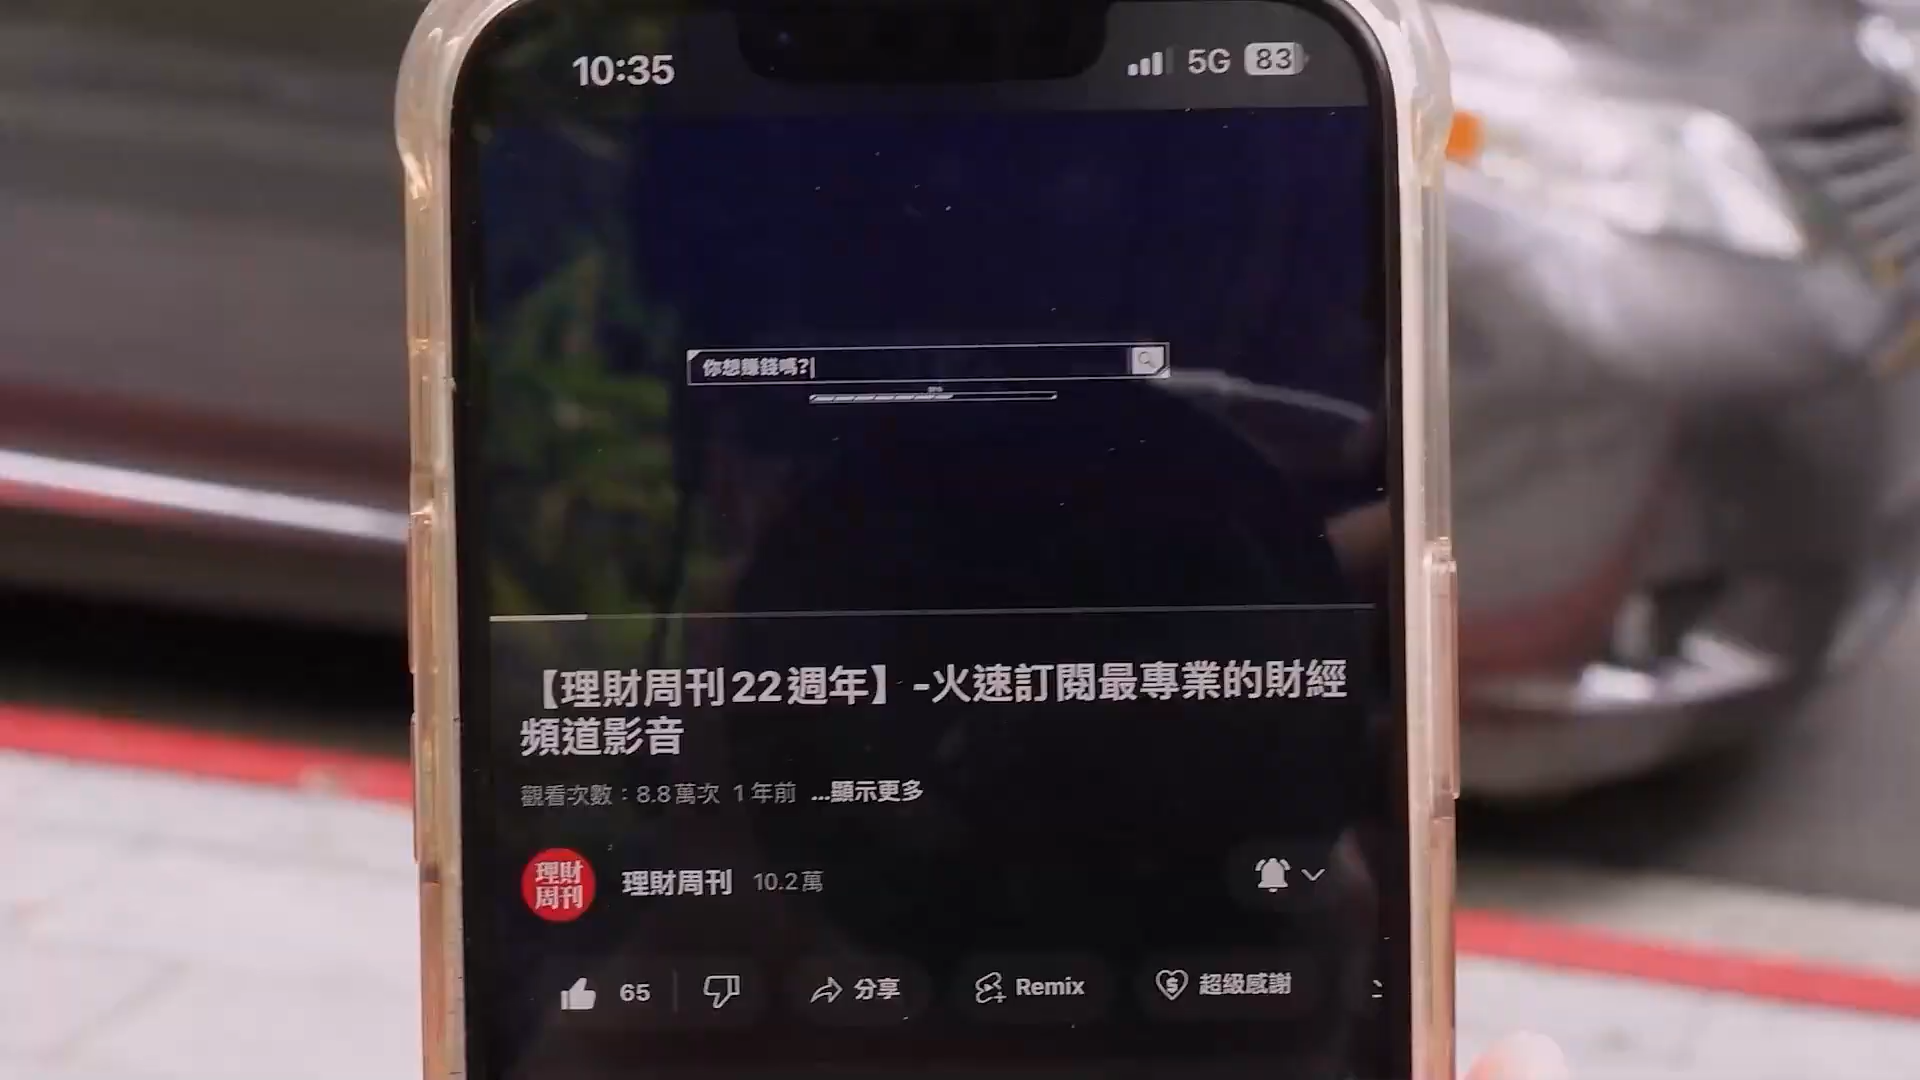 10:35
5G 83
你想賺錢嗎?
【理財周刊22週年】-火速訂閱最專業的財經
頻道影音
觀看次數：8.8萬次 1年前 ...顯示更多
理財
周刊
理財周刊 10.2萬
65
分享
Remix
超級感謝